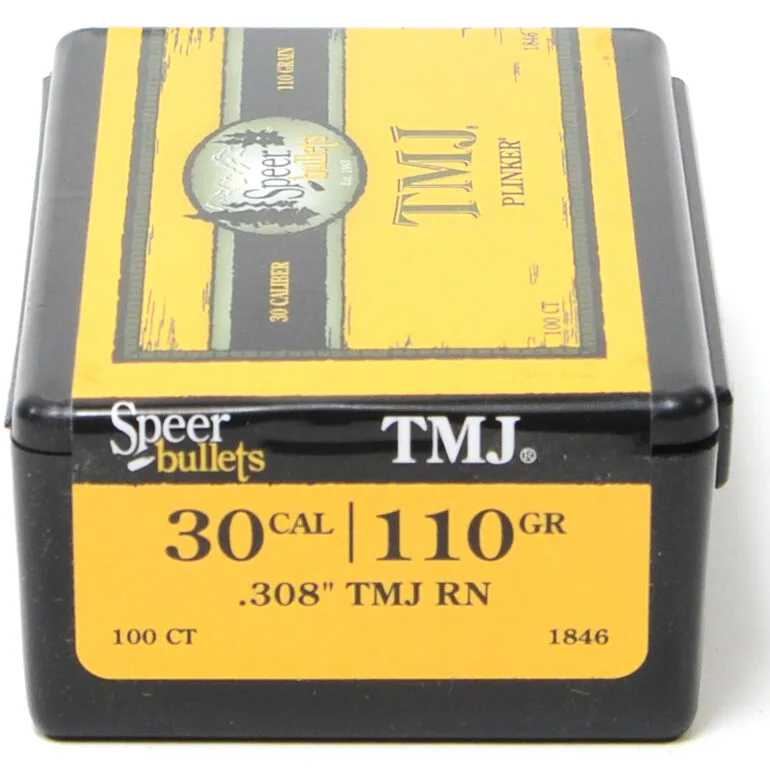 110 GRAIN
Speer
bullets
Est. 1943
30 CALIBER
1846
TMJ®
PLINKER®
100 CT
Speer
bullets
TMJ®
30 CAL | 110 GR
.308" TMJ RN
100 CT 1846